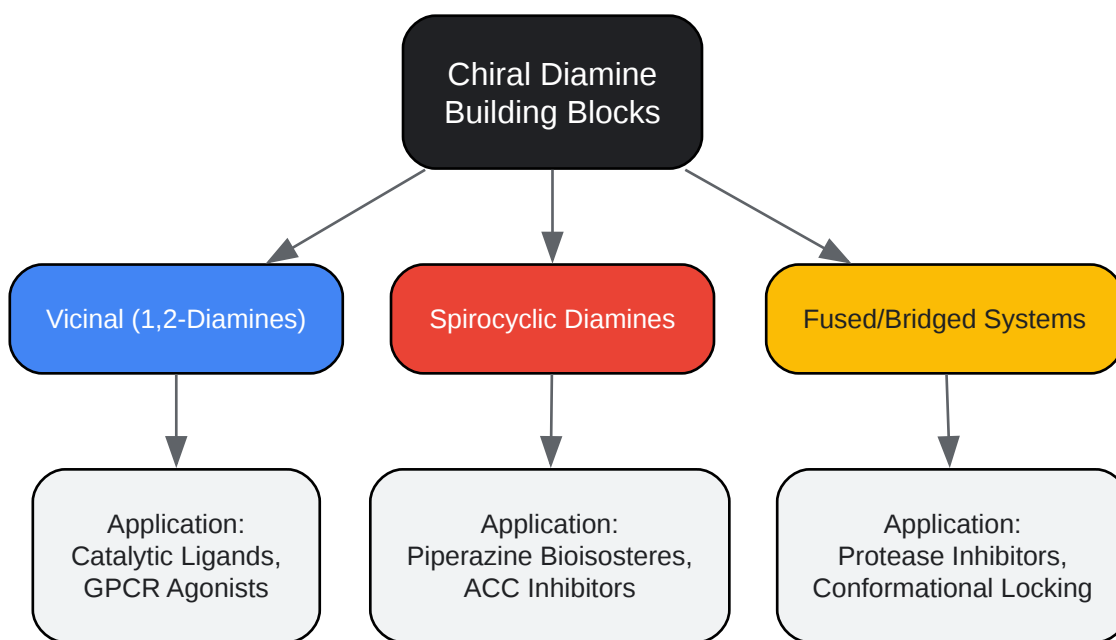 Chiral Diamine
Building Blocks
Vicinal (1,2-Diamines)
Spirocyclic Diamines
Fused/Bridged Systems
Application:
Catalytic Ligands,
GPCR Agonists
Application:
Piperazine Bioisosteres,
ACC Inhibitors
Application:
Protease Inhibitors,
Conformational Locking